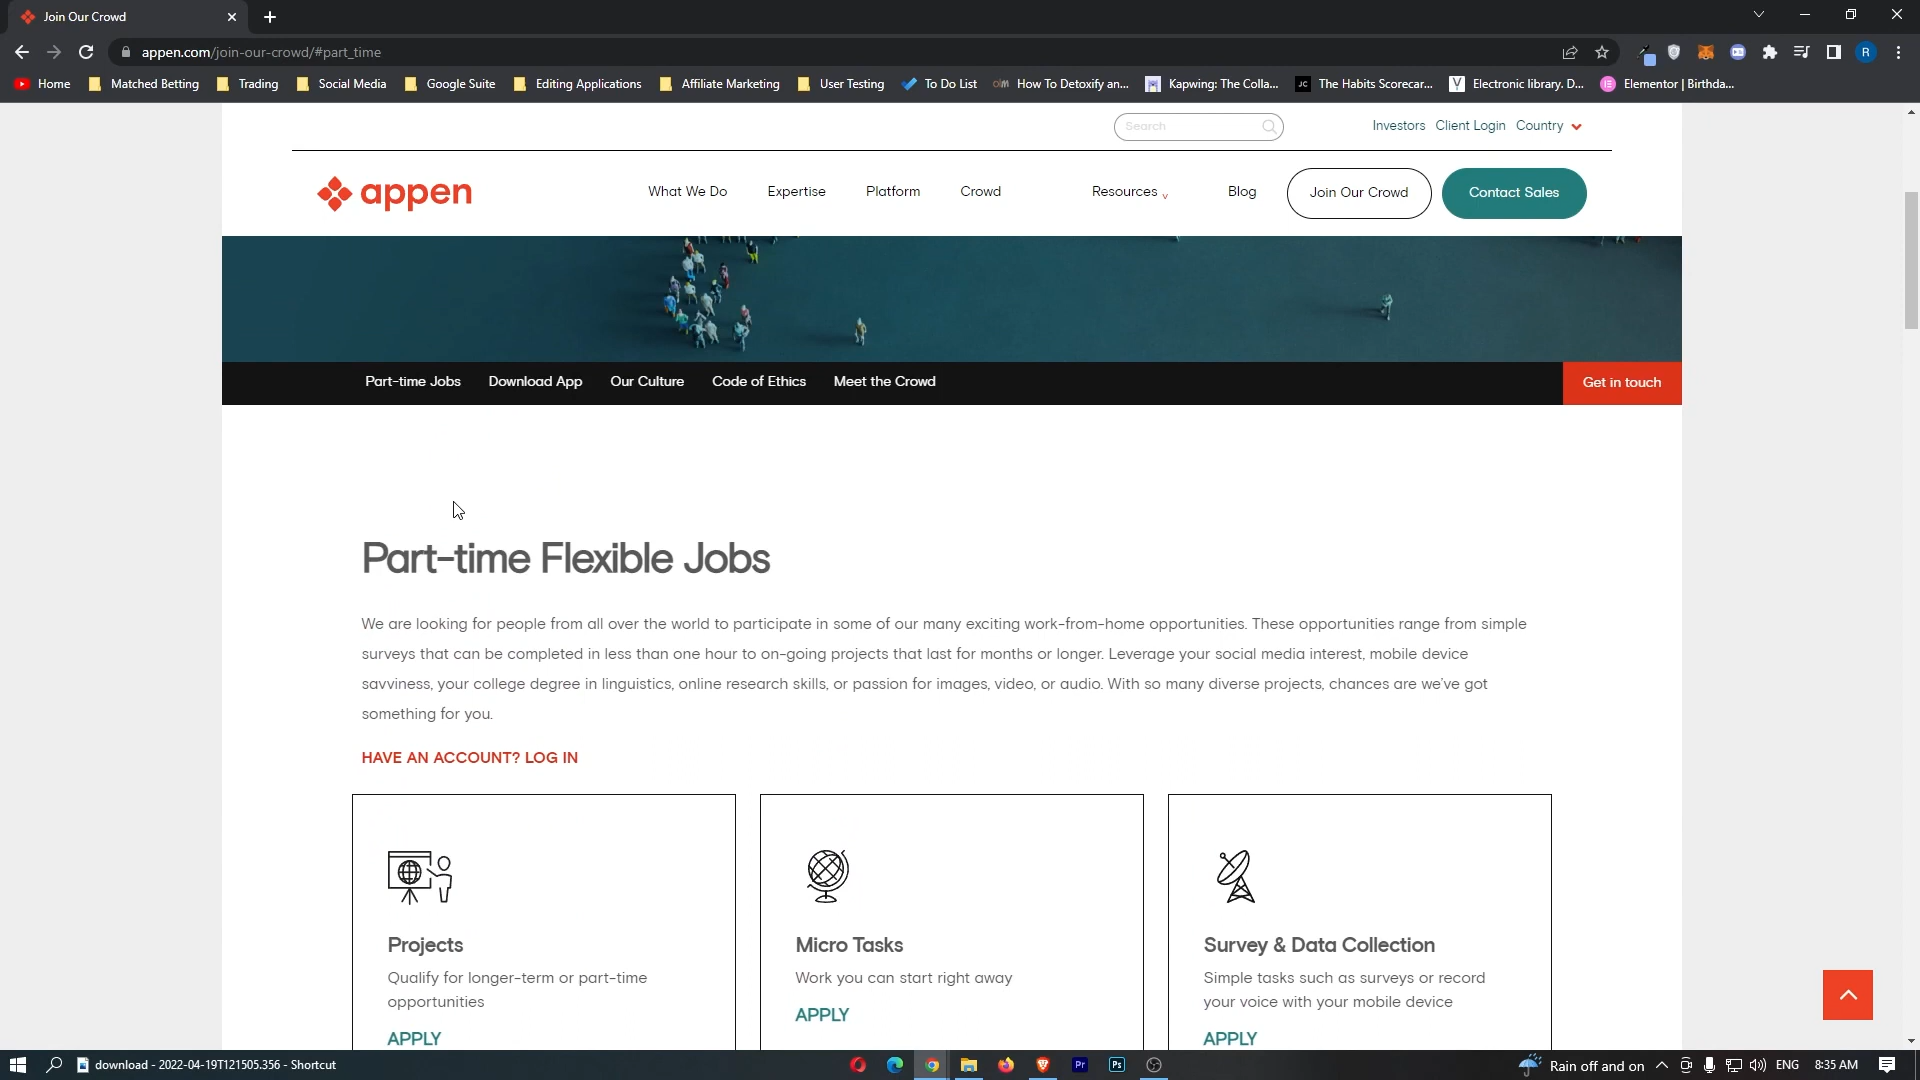 Join Our Crowd
appen.com/join-our-crowd/#part_time
R
Home Matched Betting Trading Social Media Google Suite Editing Applications Affiliate Marketing User Testing To Do List How To Detoxify an... Kapwing: The Colla... JC The Habits Scorecar... Electronic library. D... Elementor | Birthda...
Search Investors Client Login Country
appen What We Do Expertise Platform Crowd Resources v Blog Join Our Crowd Contact Sales
Part-time Jobs Download App Our Culture Code of Ethics Meet the Crowd Get in touch
Part-time Flexible Jobs
We are looking for people from all over the world to participate in some of our many exciting work-from-home opportunities. These opportunities range from simple
surveys that can be completed in less than one hour to on-going projects that last for months or longer. Leverage your social media interest, mobile device
savviness, your college degree in linguistics, online research skills, or passion for images, video, or audio. With so many diverse projects, chances are we've got
something for you.
HAVE AN ACCOUNT? LOG IN
Projects
Qualify for longer-term or part-time
opportunities
APPLY
Micro Tasks
Work you can start right away
APPLY
Survey & Data Collection
Simple tasks such as surveys or record
your voice with your mobile device
APPLY
download - 2022-04-19T121505.356 - Shortcut Pr Ps Rain off and on ENG 8:35 AM